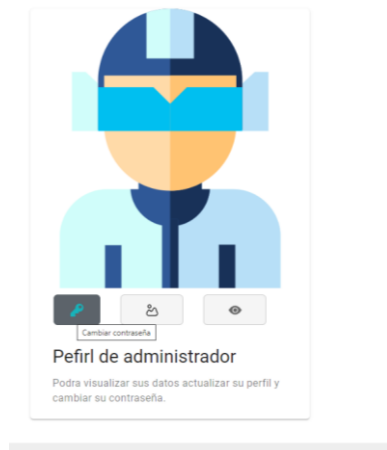 Cambiar contraseña
Pefirl de administrador
Podra visualizar sus datos actualizar su perfil y
cambiar su contraseña.